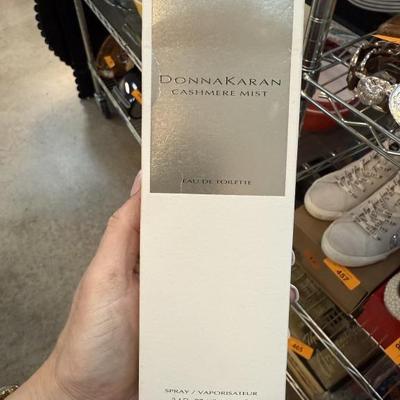 DONNAKARAN
CASHMERE MIST
EAU DE TOILETTE
SPRAY / VAPORISATEUR
457
465